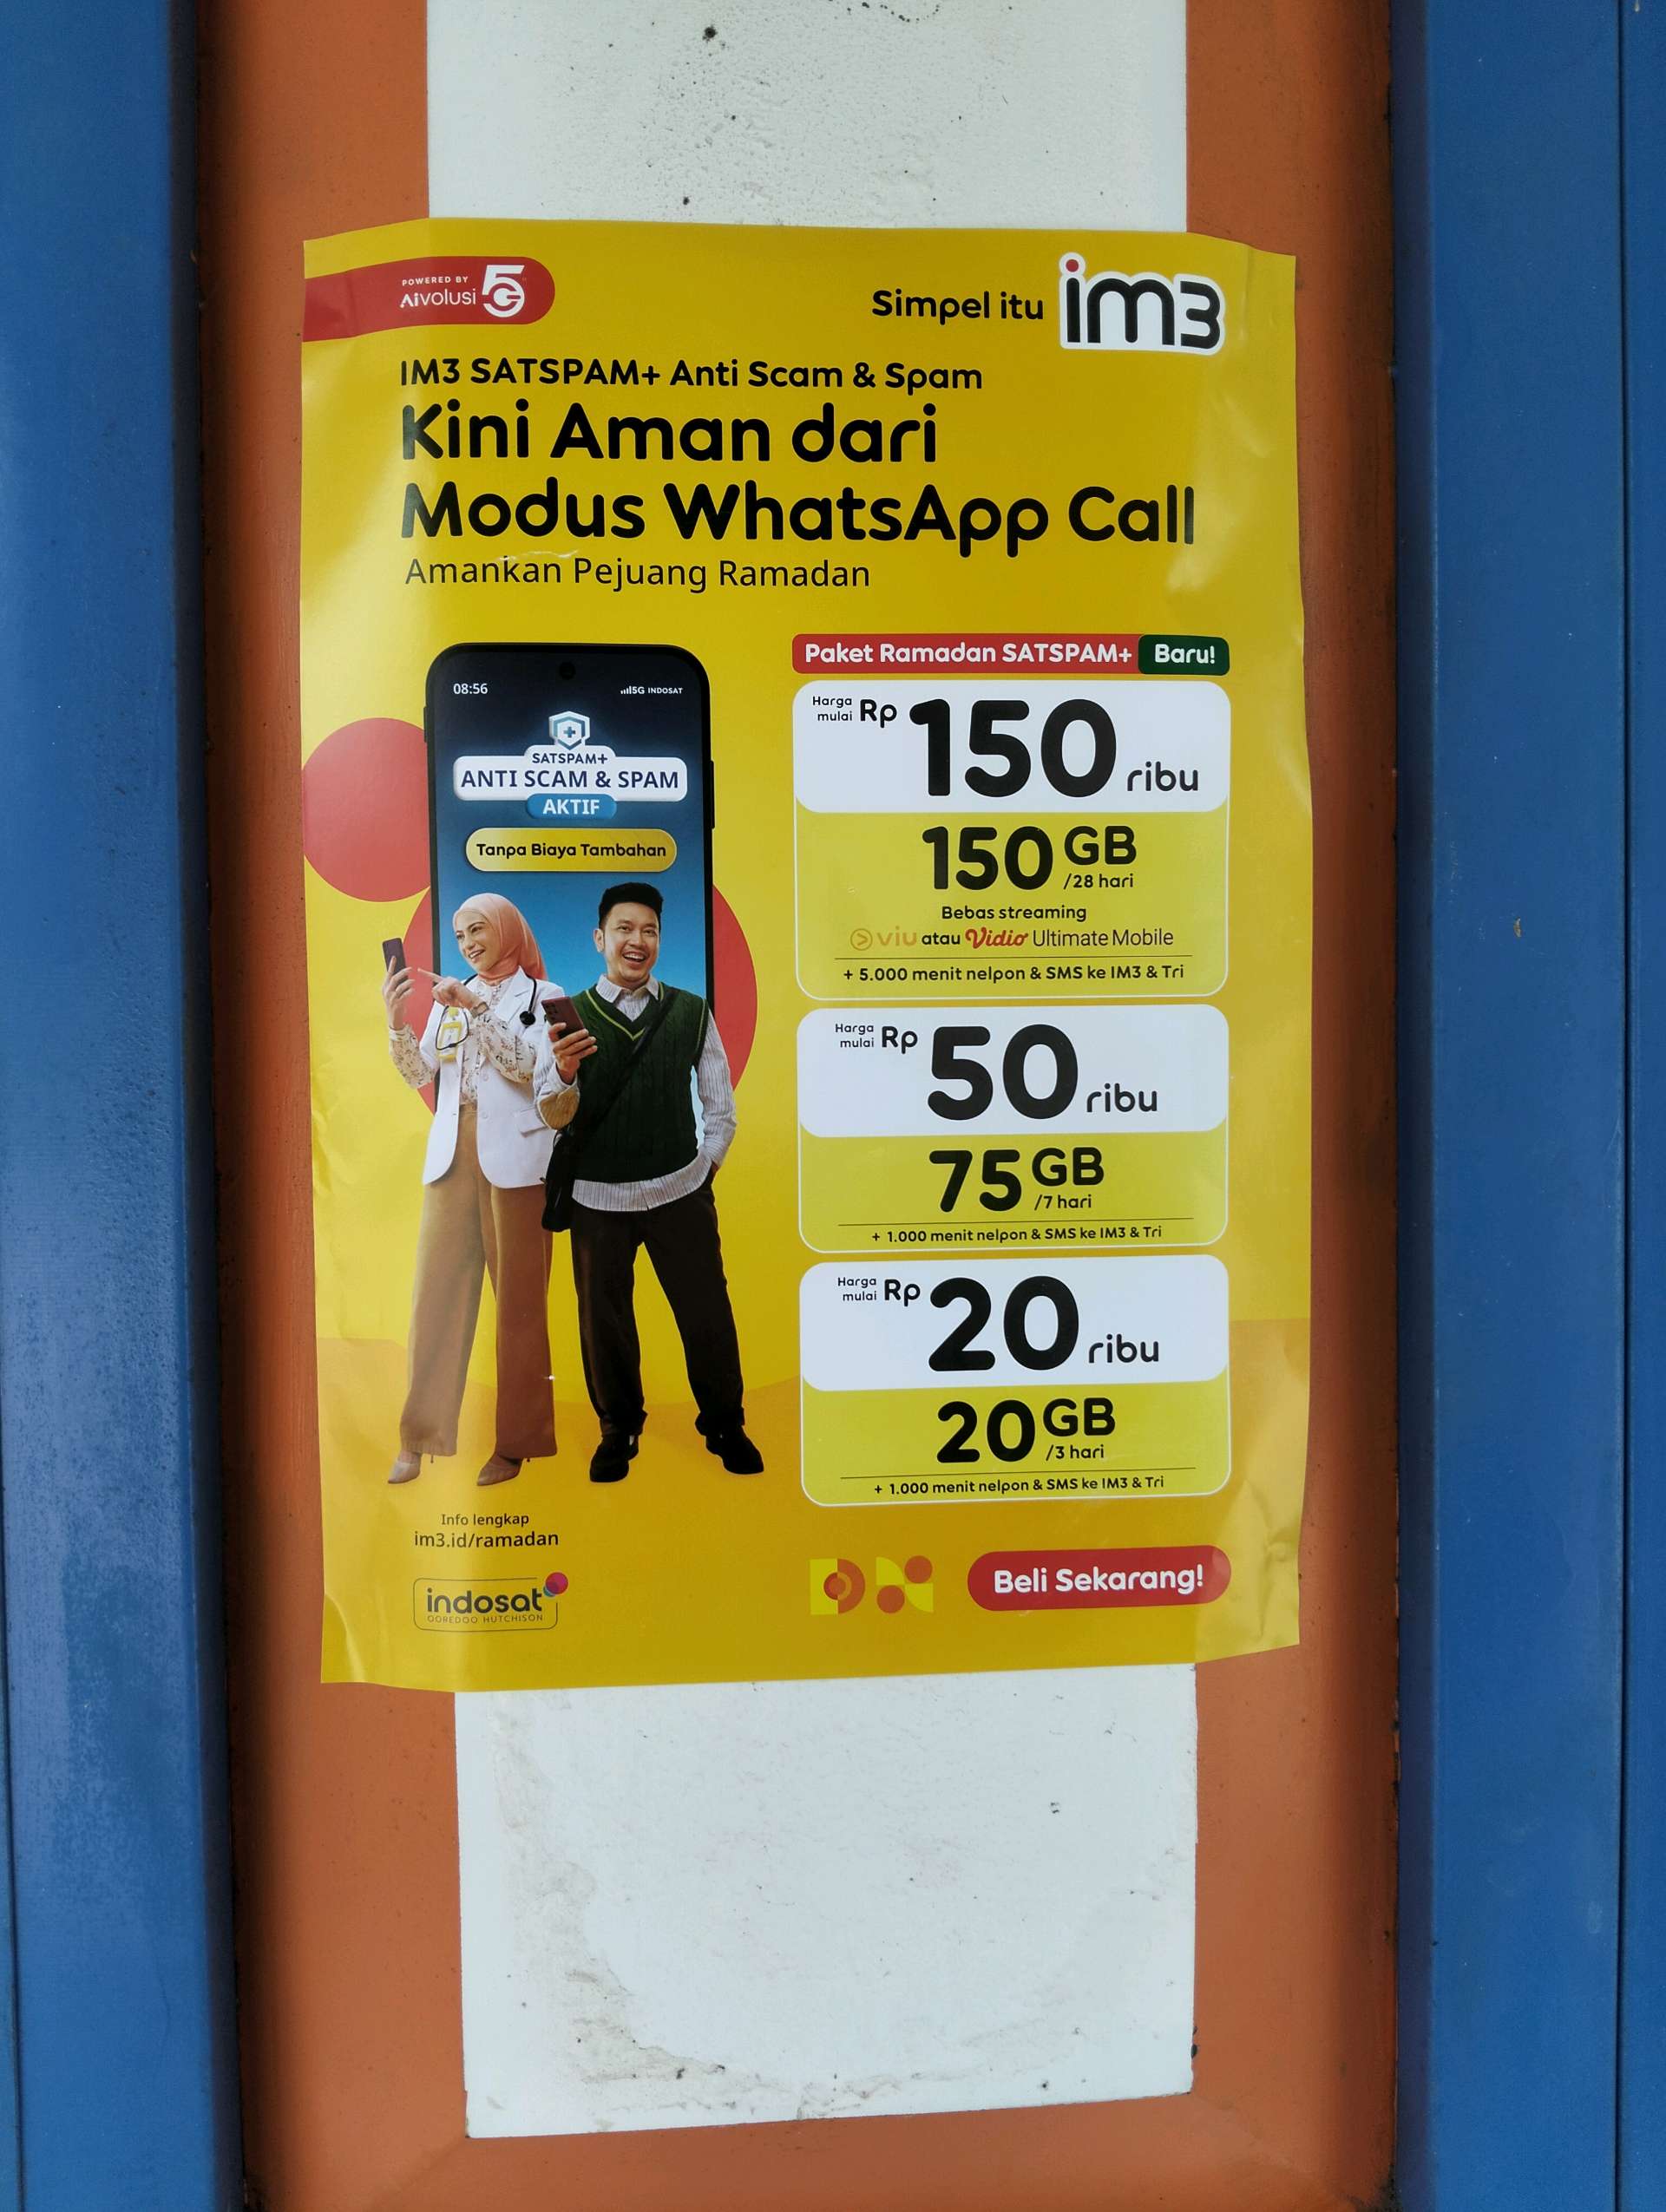 POWERED BY
AIvolusi 5G
Simpel itu im3
IM3 SATSPAM+ Anti Scam & Spam
Kini Aman dari
Modus WhatsApp Call
Amankan Pejuang Ramadan
08:56
5G INDOSAT
SATSPAM+
ANTI SCAM & SPAM
AKTIF
Tanpa Biaya Tambahan
Paket Ramadan SATSPAM+ Baru!
Harga mulai Rp 150 ribu
150 GB
/28 hari
Bebas streaming
viu atau Vidio Ultimate Mobile
+ 5.000 menit nelpon & SMS ke IM3 & Tri
Harga mulai Rp 50 ribu
75 GB
/7 hari
+ 1.000 menit nelpon & SMS ke IM3 & Tri
Harga mulai Rp 20 ribu
20 GB
/3 hari
+ 1.000 menit nelpon & SMS ke IM3 & Tri
Info lengkap
im3.id/ramadan
indosat
OOREDOO HUTCHISON
Beli Sekarang!